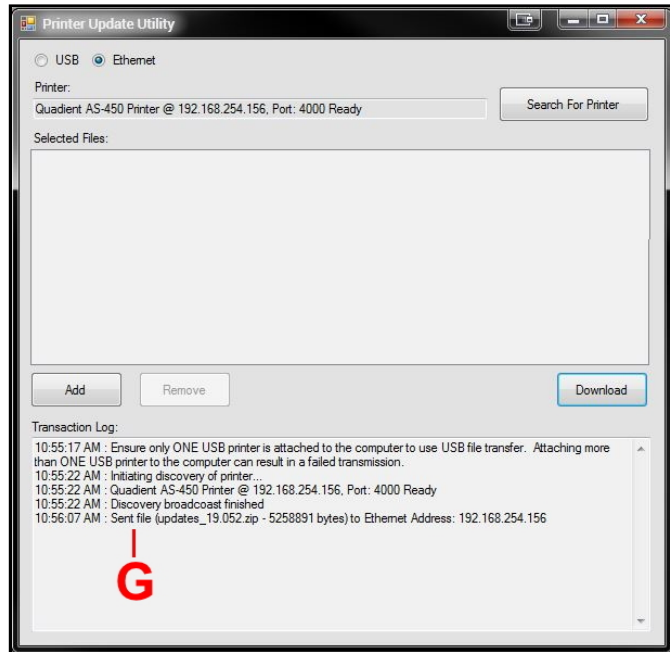 Printer Update Utility
USB Ethernet
Printer:
Quadient AS-450 Printer @ 192.168.254.156, Port: 4000 Ready
Search For Printer
Selected Files:
Add Remove Download
Transaction Log:
10:55:17 AM : Ensure only ONE USB printer is attached to the computer to use USB file transfer. Attaching more
than ONE USB printer to the computer can result in a failed transmission.
10:55:22 AM : Initiating discovery of printer...
10:55:22 AM : Quadient AS-450 Printer @ 192.168.254.156, Port: 4000 Ready
10:55:22 AM : Discovery broadcoast finished
10:56:07 AM : Sent file (updates_19.052.zip - 5258891 bytes) to Ethernet Address: 192.168.254.156
G